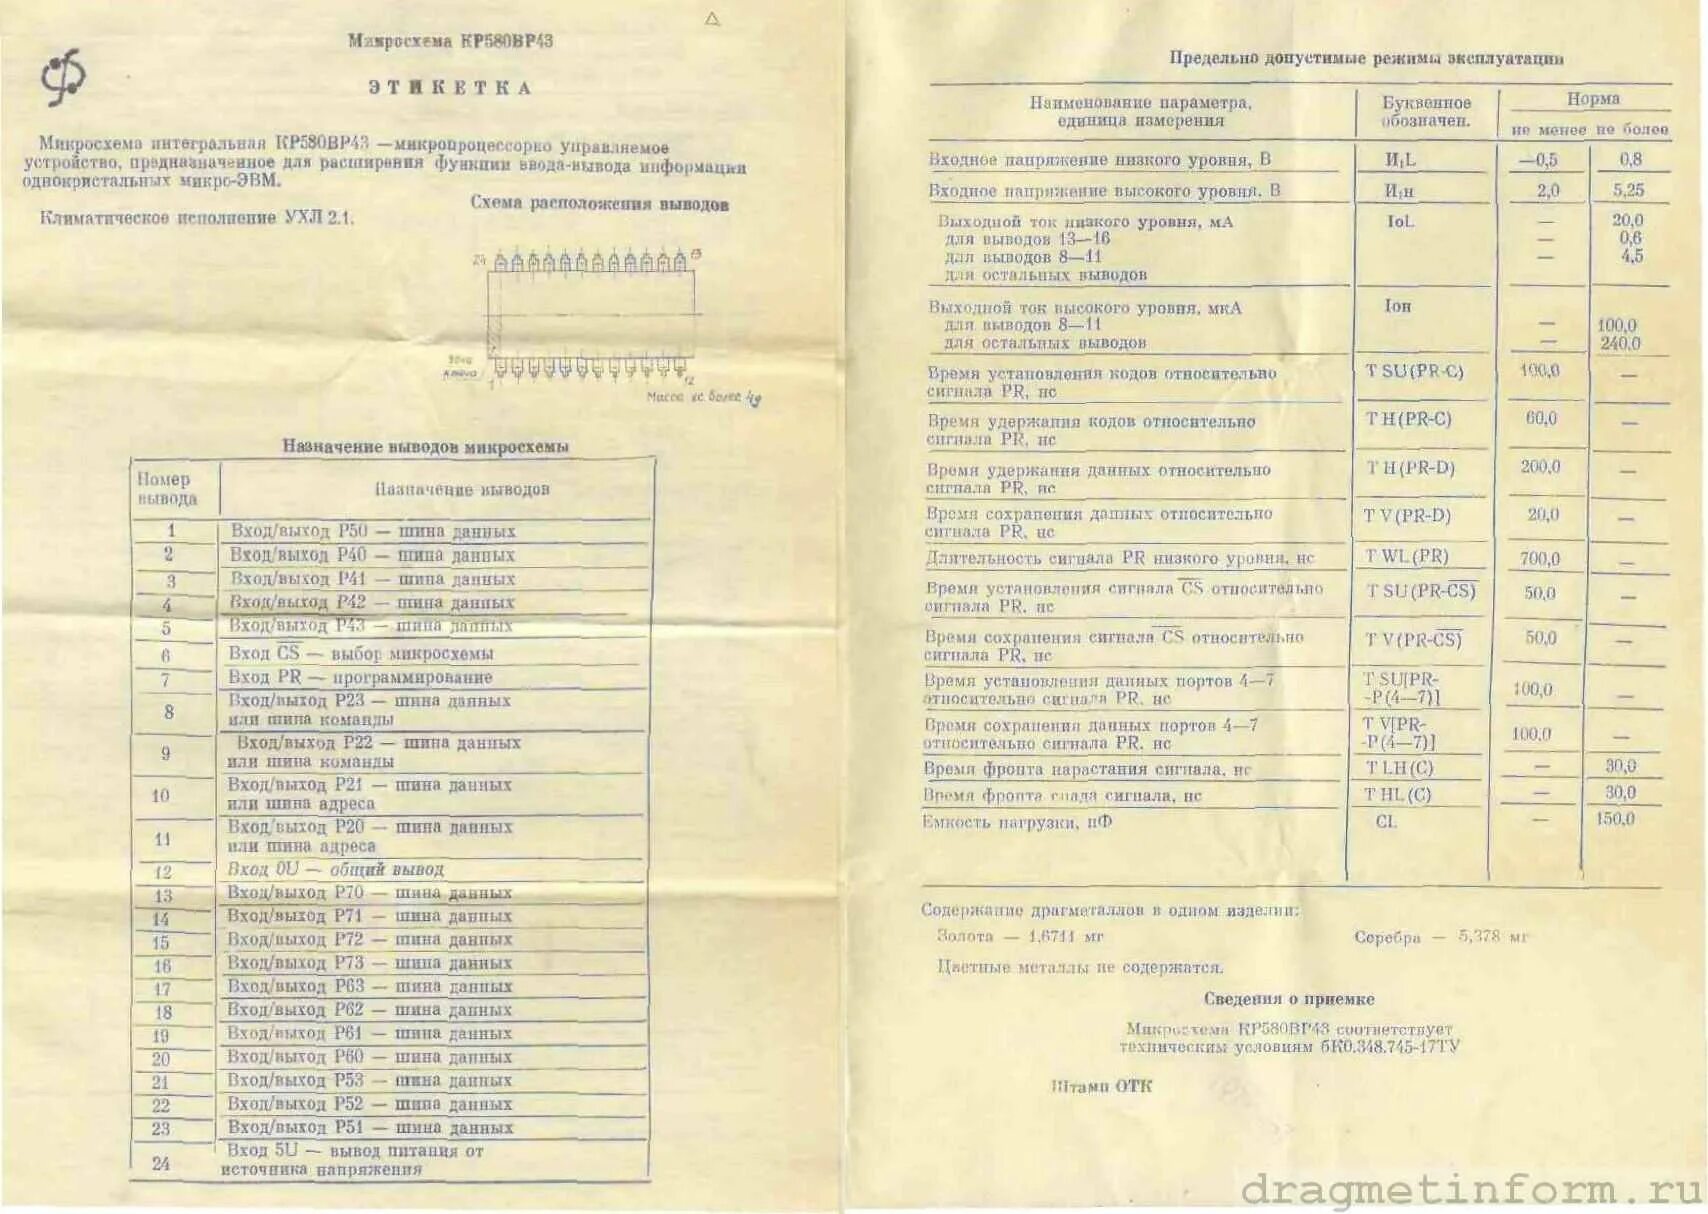 Микросхема КР580ВР43
ЭТИКЕТКА
Микросхема интегральная КР580ВР43 —микропроцессорно управляемое
устройство, предназначенное для расширения функции ввода-вывода информации
однокристальных микро-ЭВМ.
Климатическое исполнение УХЛ 2.1.
Схема расположения выводов
24 13
Зона
ключа
1 12
Масса не более 4g
Назначение выводов микросхемы
Номер вывода Назначение выводов
1 Вход/выход Р50 — шина данных
2 Вход/выход Р40 — шина данных
3 Вход/выход Р41 — шина данных
4 Вход/выход Р42 — шина данных
5 Вход/выход Р43 — шина данных
6 Вход C̅S̅ — выбор микросхемы
7 Вход PR — программирование
8 Вход/выход Р23 — шина данных
или шина команды
9 Вход/выход Р22 — шина данных
или шина команды
10 Вход/выход Р21 — шина данных
или шина адреса
11 Вход/выход Р20 — шина данных
или шина адреса
12 Вход 0U — общий вывод
13 Вход/выход Р70 — шина данных
14 Вход/выход Р71 — шина данных
15 Вход/выход Р72 — шина данных
16 Вход/выход Р73 — шина данных
17 Вход/выход Р63 — шина данных
18 Вход/выход Р62 — шина данных
19 Вход/выход Р61 — шина данных
20 Вход/выход Р60 — шина данных
21 Вход/выход Р53 — шина данных
22 Вход/выход Р52 — шина данных
23 Вход/выход Р51 — шина данных
24 Вход 5U — вывод питания от
источника напряжения
Предельно допустимые режимы эксплуатации
Наименование параметра, Буквенное Норма
единица измерения обозначен. не менее не более
Входное напряжение низкого уровня, В И₁L —0,5 0,8
Входное напряжение высокого уровня. В И₁н 2,0 5,25
Выходной ток низкого уровня, мА IoL — 20,0
для выводов 13—16 — 0,6
для выводов 8—11 — 4,5
для остальных выводов
Выходной ток высокого уровня, мкА Iон
для выводов 8—11 — 100,0
для остальных выводов — 240,0
Время установления кодов относительно T SU(PR-C) 100,0 —
сигнала PR, нс
Время удержания кодов относительно T H(PR-C) 60,0 —
сигнала PR, нс
Время удержания данных относительно T H(PR-D) 200,0 —
сигнала PR, нс
Время сохранения данных относительно T V(PR-D) 20,0 —
сигнала PR, нс
Длительность сигнала PR низкого уровня, нс T WL(PR) 700,0 —
Время установления сигнала C̅S̅ относительно T SU(PR-C̅S̅) 50,0 —
сигнала PR. нс
Время сохранения сигнала C̅S̅ относительно T V(PR-C̅S̅) 50,0 —
сигнала PR, нс
Время установления данных портов 4—7 T SU[PR- 100,0 —
относительно сигнала PR. нс -P(4—7)]
Время сохранения данных портов 4—7 T V[PR- 100,0 —
относительно сигнала PR. нс -P(4—7)]
Время фронта нарастания сигнала, нс T LH(C) — 30,0
Время фронта спада сигнала, нс T HL(C) — 30,0
Емкость нагрузки, пФ CL — 150,0
Содержание драгметаллов в одном изделии:
Золота — 1,6711 мг Серебра — 5,378 мг
Цветные металлы не содержатся.
Сведения о приемке
Микросхема КР580ВР43 соответствует
техническим условиям бК0.348.745-17ТУ
Штамп ОТК
dragmetinform.ru